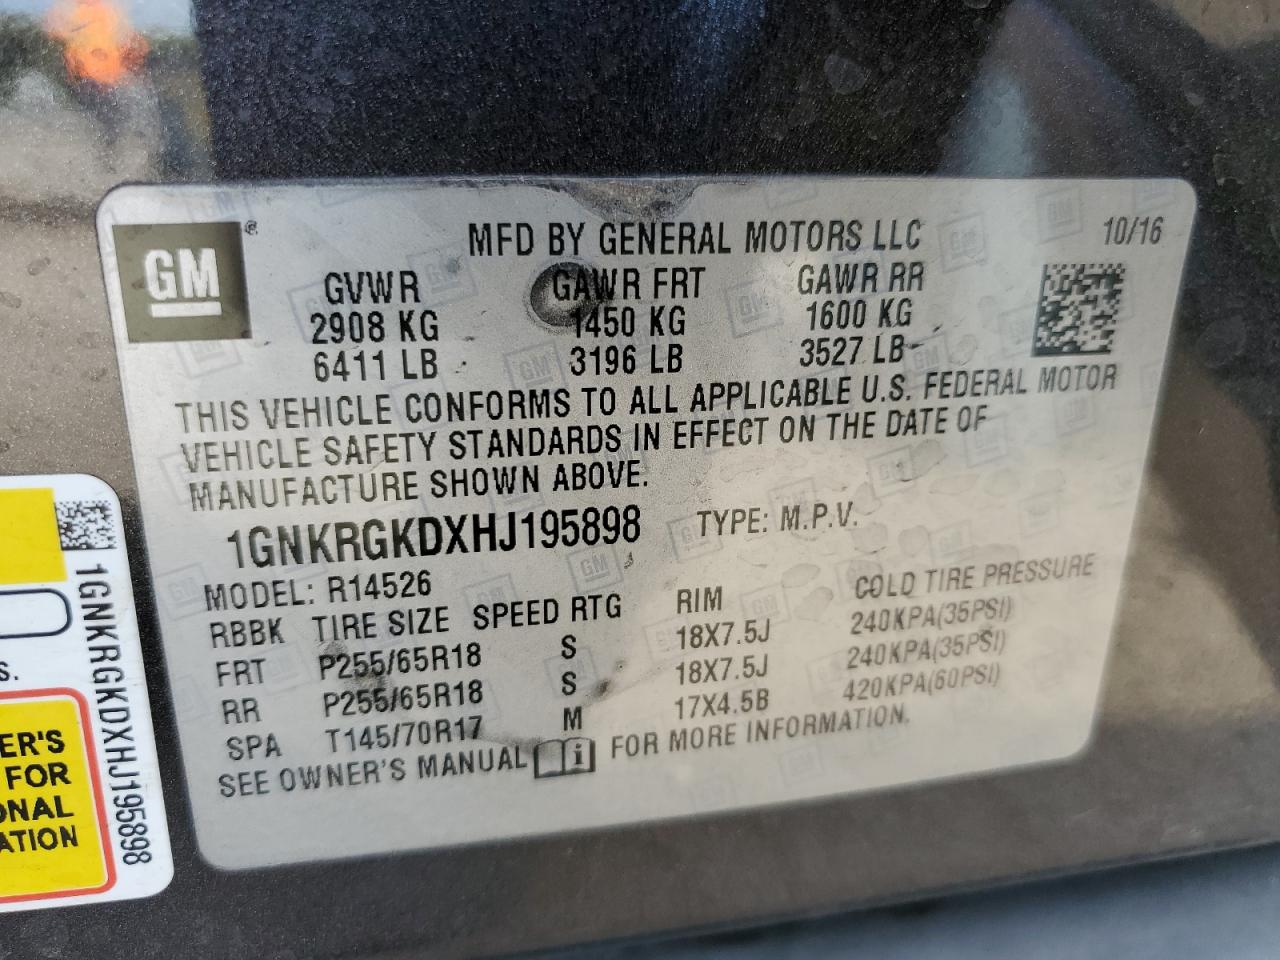 GM
MFD BY GENERAL MOTORS LLC
10/16
GVWR GAWR FRT GAWR RR
2908 KG 1450 KG 1600 KG
6411 LB 3196 LB 3527 LB
THIS VEHICLE CONFORMS TO ALL APPLICABLE U.S. FEDERAL MOTOR
VEHICLE SAFETY STANDARDS IN EFFECT ON THE DATE OF
MANUFACTURE SHOWN ABOVE.
1GNKRGKDXHJ195898 TYPE: M.P.V.
MODEL: R14526
RBBK TIRE SIZE SPEED RTG RIM COLD TIRE PRESSURE
FRT P255/65R18 S 18X7.5J 240KPA(35PSI)
RR P255/65R18 S 18X7.5J 240KPA(35PSI)
SPA T145/70R17 M 17X4.5B 420KPA(60PSI)
SEE OWNER'S MANUAL i FOR MORE INFORMATION.
1GNKRGKDXHJ195898
S.
ER'S
FOR
ONAL
ATION